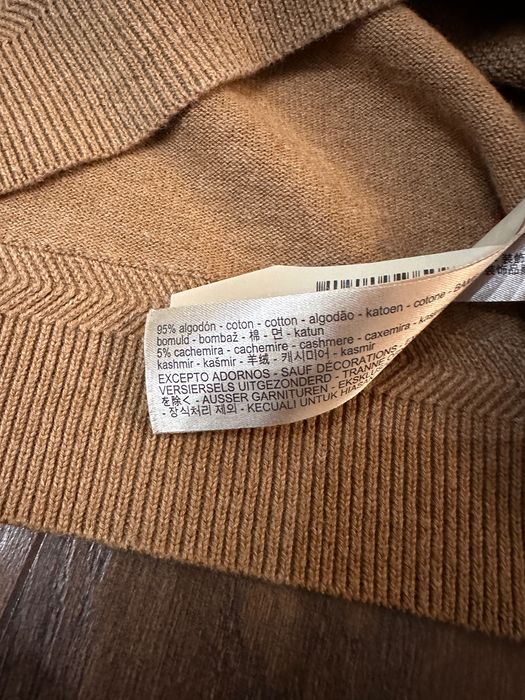 95% algodón - coton - cotton - algodão - katoen - cotone -
bomuld - bombaž - 棉 - 면 - katun
5% cachemira - cachemire - cashmere - caxemira -
kashmir - kašmir - 羊绒 - 캐시미어 - kasmir
EXCEPTO ADORNOS - SAUF DÉCORATIONS -
VERSIERSELS UITGEZONDERD -
を除く - AUSSER GARNITUREN -
- 장식처리 제외 - KECUALI UNTUK